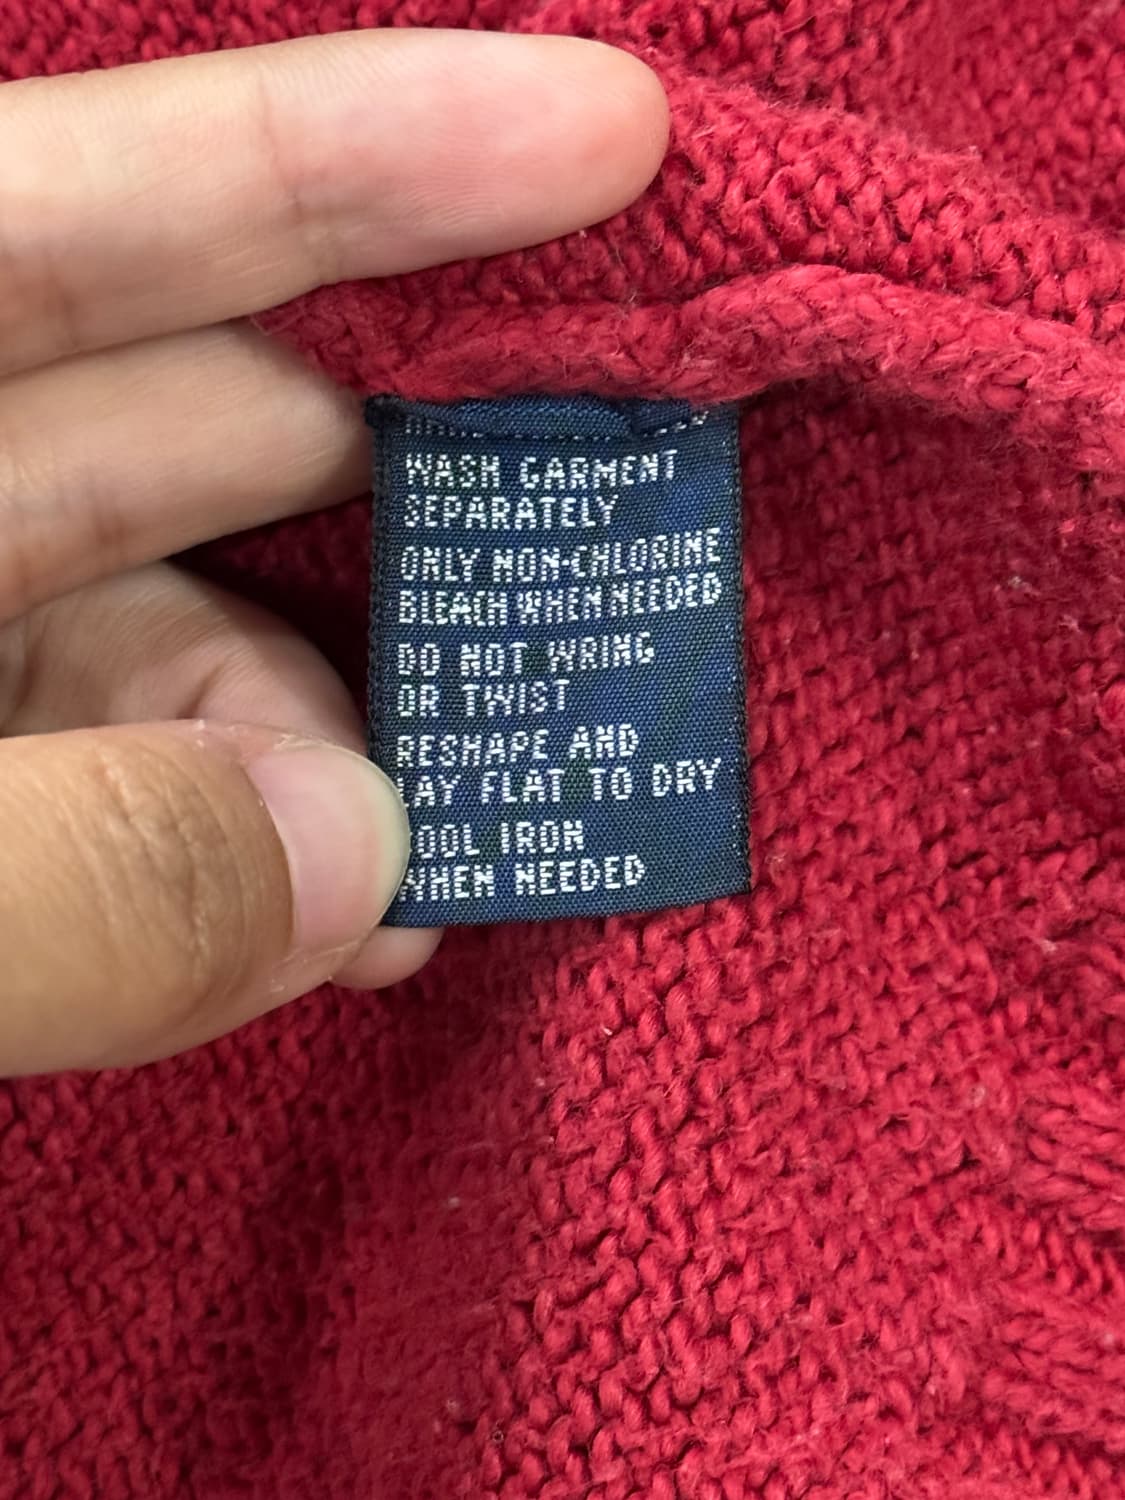 WASH GARMENT
SEPARATELY
ONLY NON-CHLORINE
BLEACH WHEN NEEDED
DO NOT WRING
OR TWIST
RESHAPE AND
LAY FLAT TO DRY
COOL IRON
WHEN NEEDED